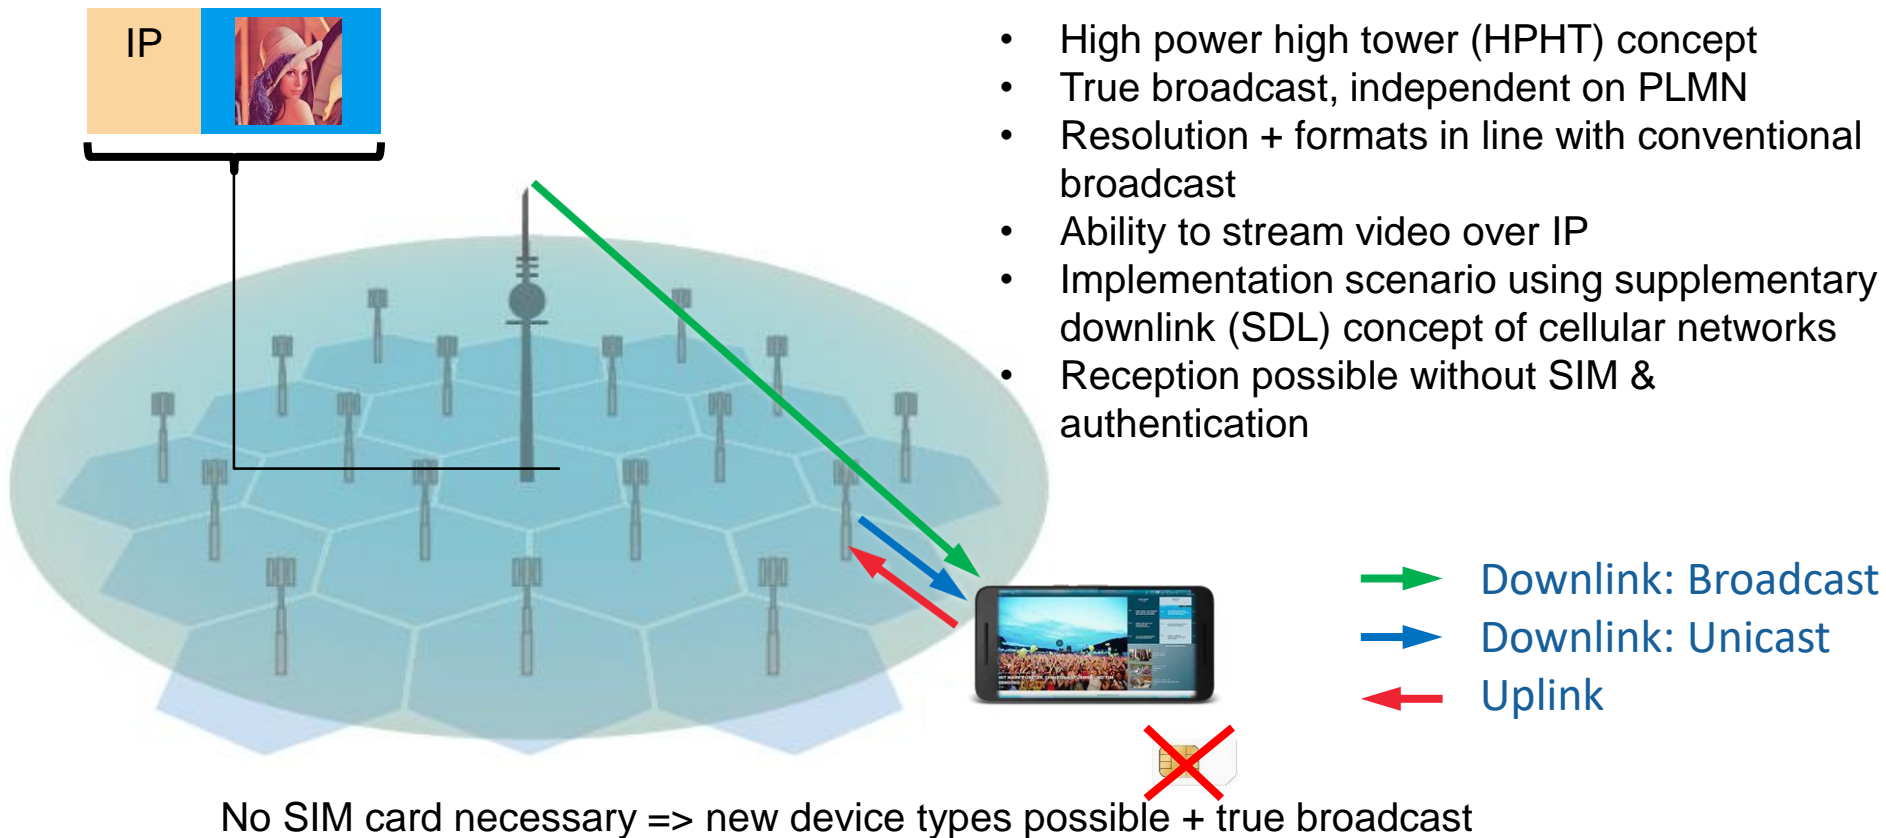 IP
• High power high tower (HPHT) concept
• True broadcast, independent on PLMN
• Resolution + formats in line with conventional
broadcast
• Ability to stream video over IP
• Implementation scenario using supplementary
downlink (SDL) concept of cellular networks
• Reception possible without SIM &
authentication
Downlink: Broadcast
Downlink: Unicast
Uplink
No SIM card necessary => new device types possible + true broadcast